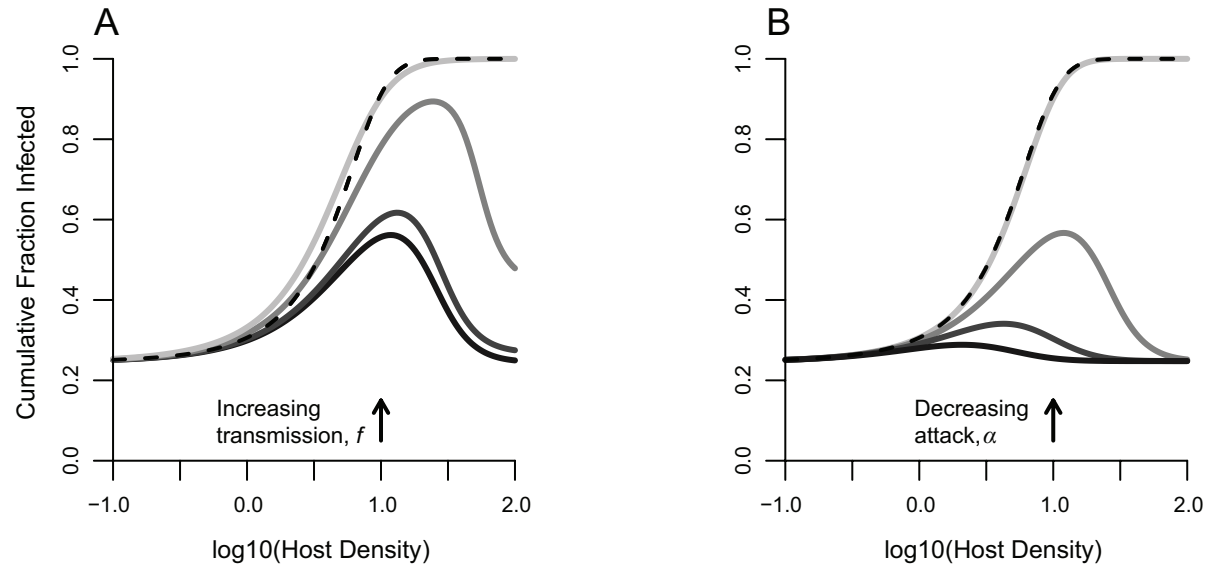 A
Cumulative Fraction Infected
1.0
0.8
0.6
0.4
0.2
0.0
Increasing
transmission, f
−1.0
0.0
1.0
2.0
log10(Host Density)
B
1.0
0.8
0.6
0.4
0.2
0.0
Decreasing
attack, α
−1.0
0.0
1.0
2.0
log10(Host Density)